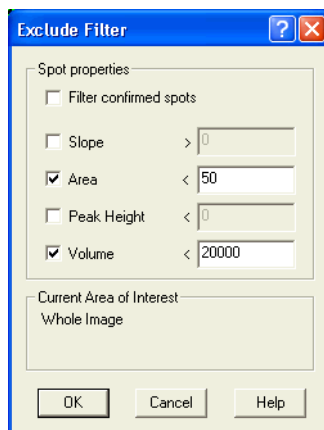 Exclude Filter
Spot properties
Filter confirmed spots
Slope > 0
Area < 50
Peak Height < 0
Volume < 20000
Current Area of Interest
Whole Image
OK Cancel Help